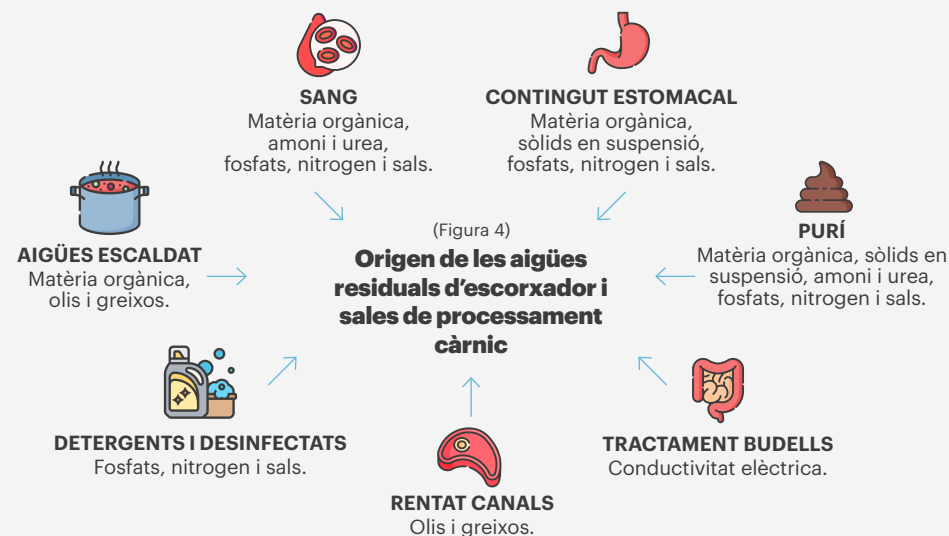 SANG
Matèria orgànica,
amoni i urea,
fosfats, nitrogen i sals.
CONTINGUT ESTOMACAL
Matèria orgànica,
sòlids en suspensió,
fosfats, nitrogen i sals.
AIGÜES ESCALDAT
Matèria orgànica,
olis i greixos.
(Figura 4)
Origen de les aigües
residuals d’escorxador i
sales de processament
càrnic
PURÍ
Matèria orgànica, sòlids en
suspensió, amoni i urea,
fosfats, nitrogen i sals.
DETERGENTS I DESINFECTATS
Fosfats, nitrogen i sals.
RENTAT CANALS
Olis i greixos.
TRACTAMENT BUDELLS
Conductivitat elèctrica.